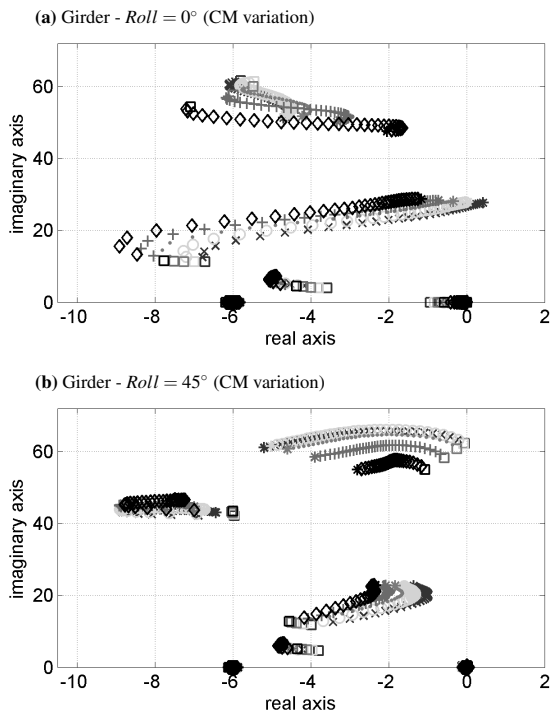 (a) Girder - Roll = 0° (CM variation)
60
40
20
0
imaginary axis
-10 -8 -6 -4 -2 0 2
real axis
(b) Girder - Roll = 45° (CM variation)
60
40
20
0
imaginary axis
-10 -8 -6 -4 -2 0 2
real axis